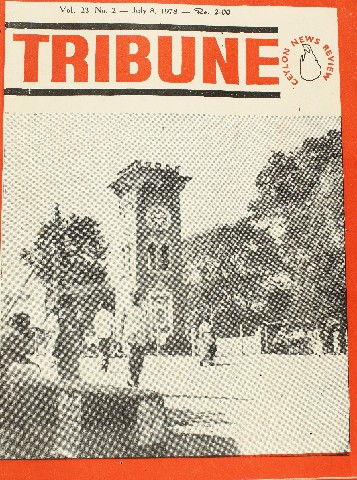 Vol. 23 No. 2 — July 8, 1978 — Rs. 2.00
TRIBUNE
CEYLON NEWS REVIEW